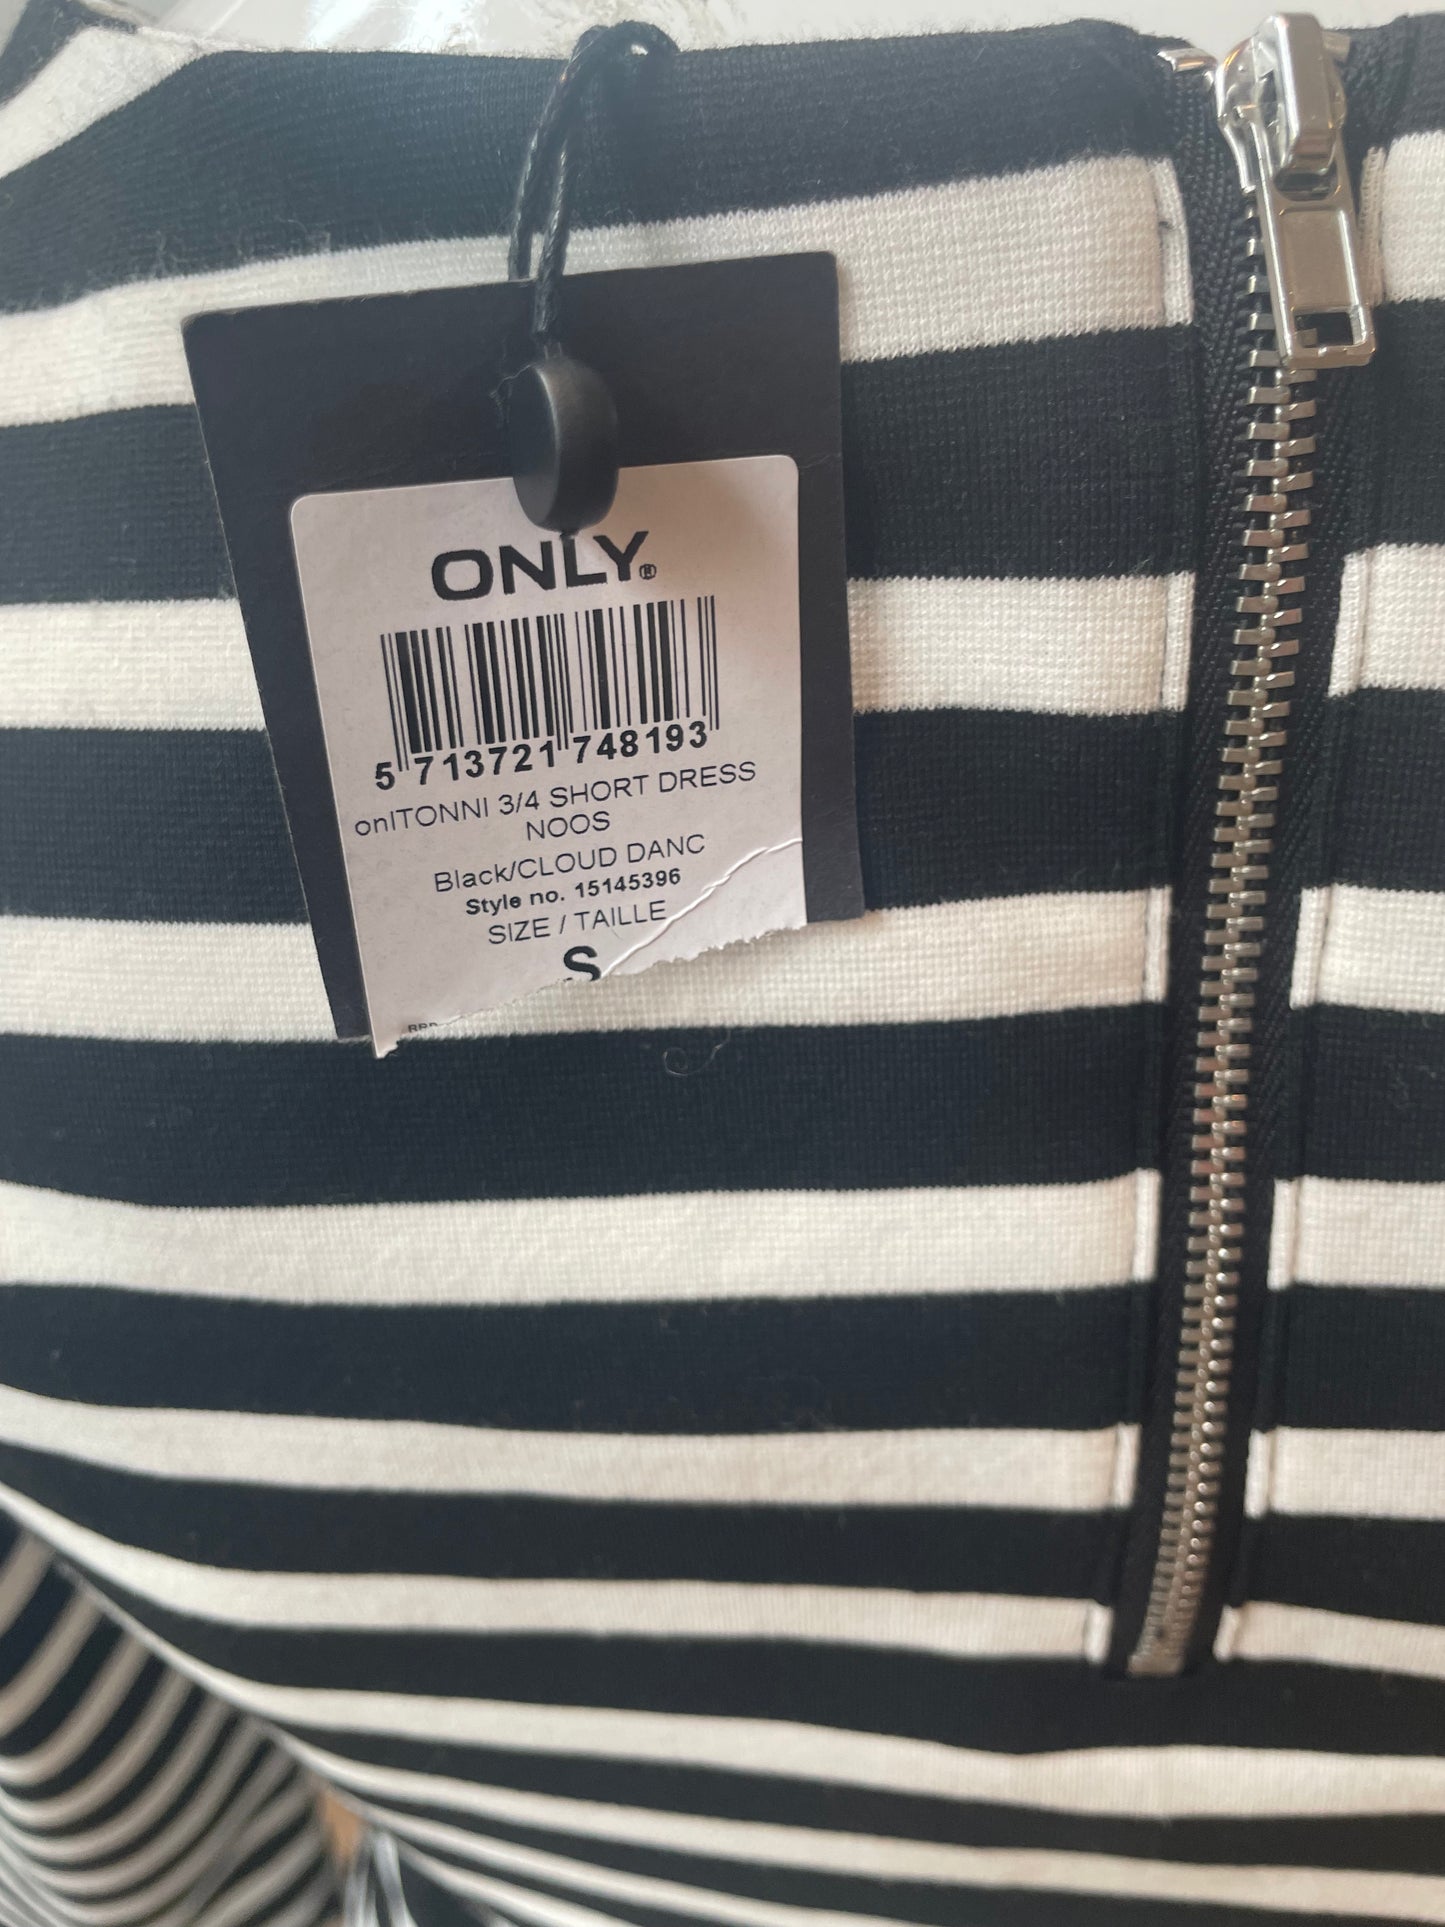 ONLY®
5 713721 748193
onlTONNI 3/4 SHORT DRESS
NOOS
Black/CLOUD DANC
Style no. 15145396
SIZE / TAILLE
S